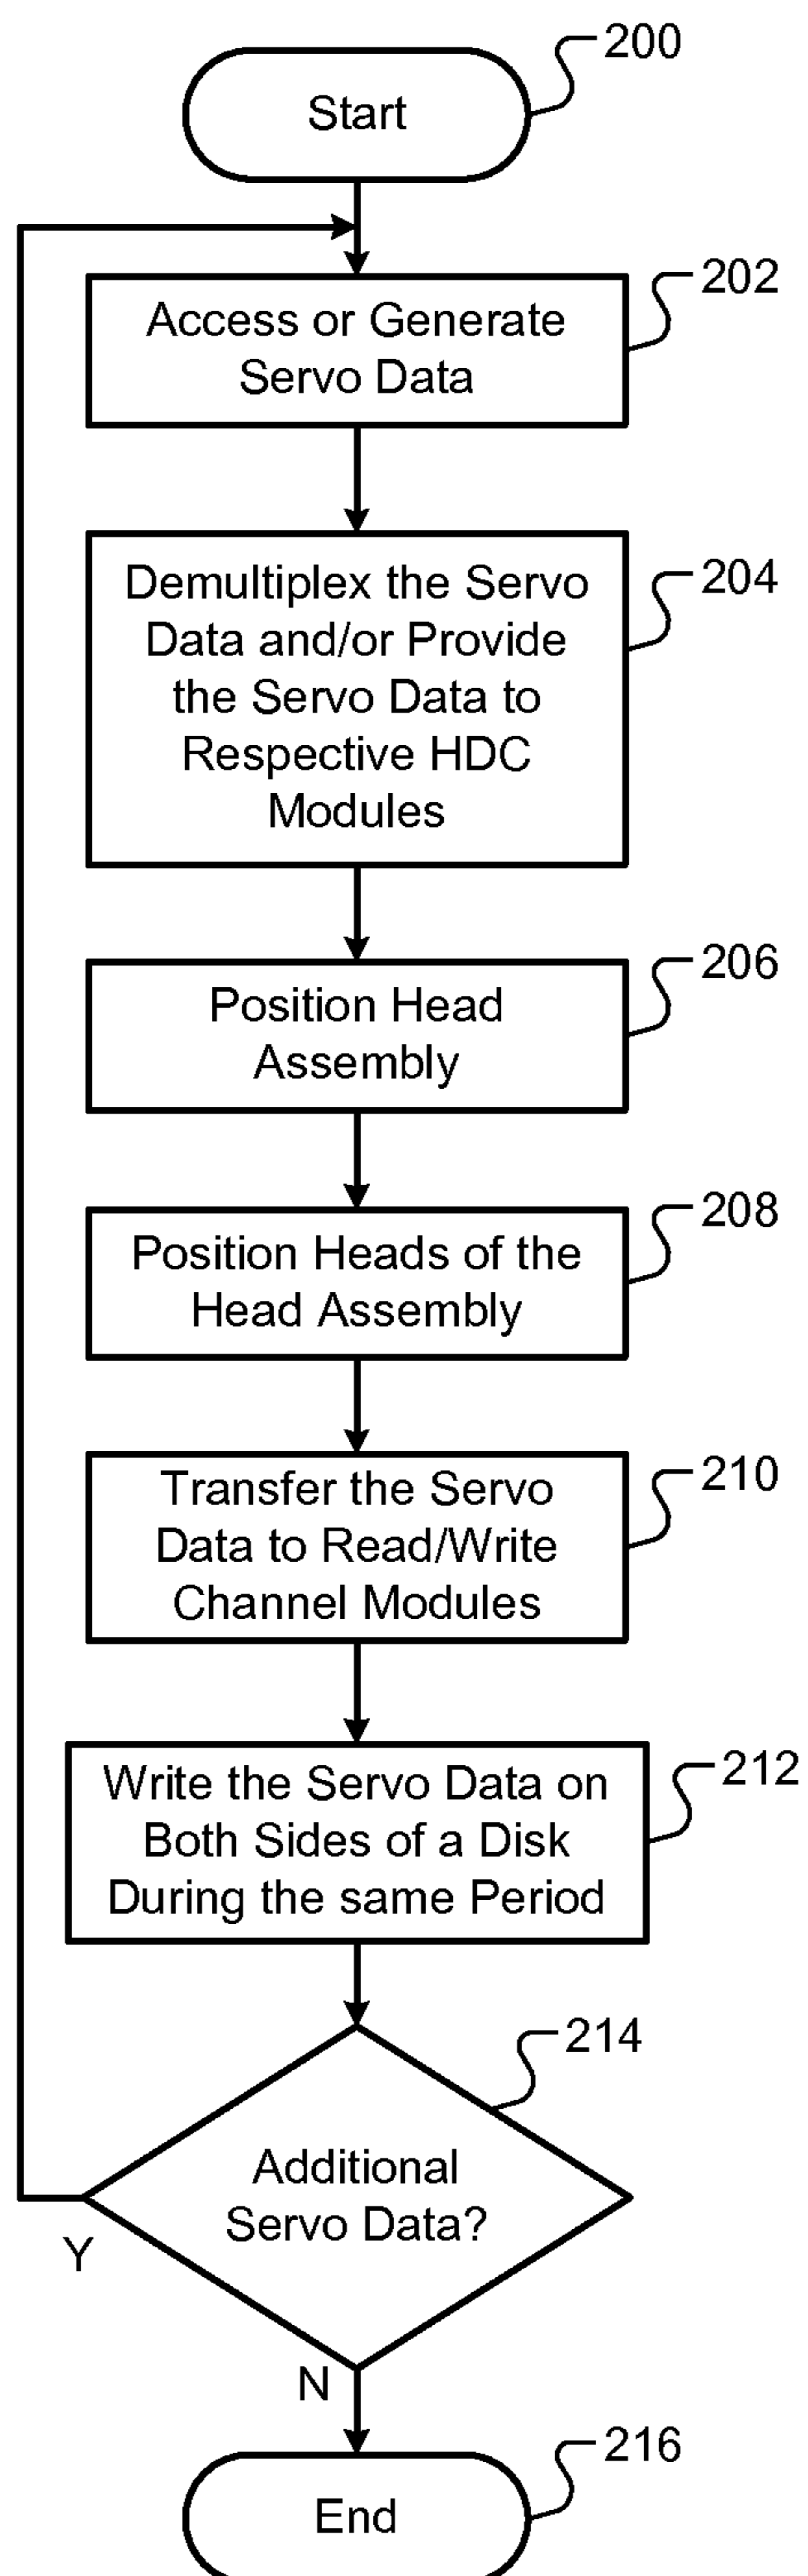 200
Start
202
Access or Generate
Servo Data
204
Demultiplex the Servo
Data and/or Provide
the Servo Data to
Respective HDC
Modules
206
Position Head
Assembly
208
Position Heads of the
Head Assembly
210
Transfer the Servo
Data to Read/Write
Channel Modules
212
Write the Servo Data on
Both Sides of a Disk
During the same Period
214
Additional
Servo Data?
Y
N
216
End